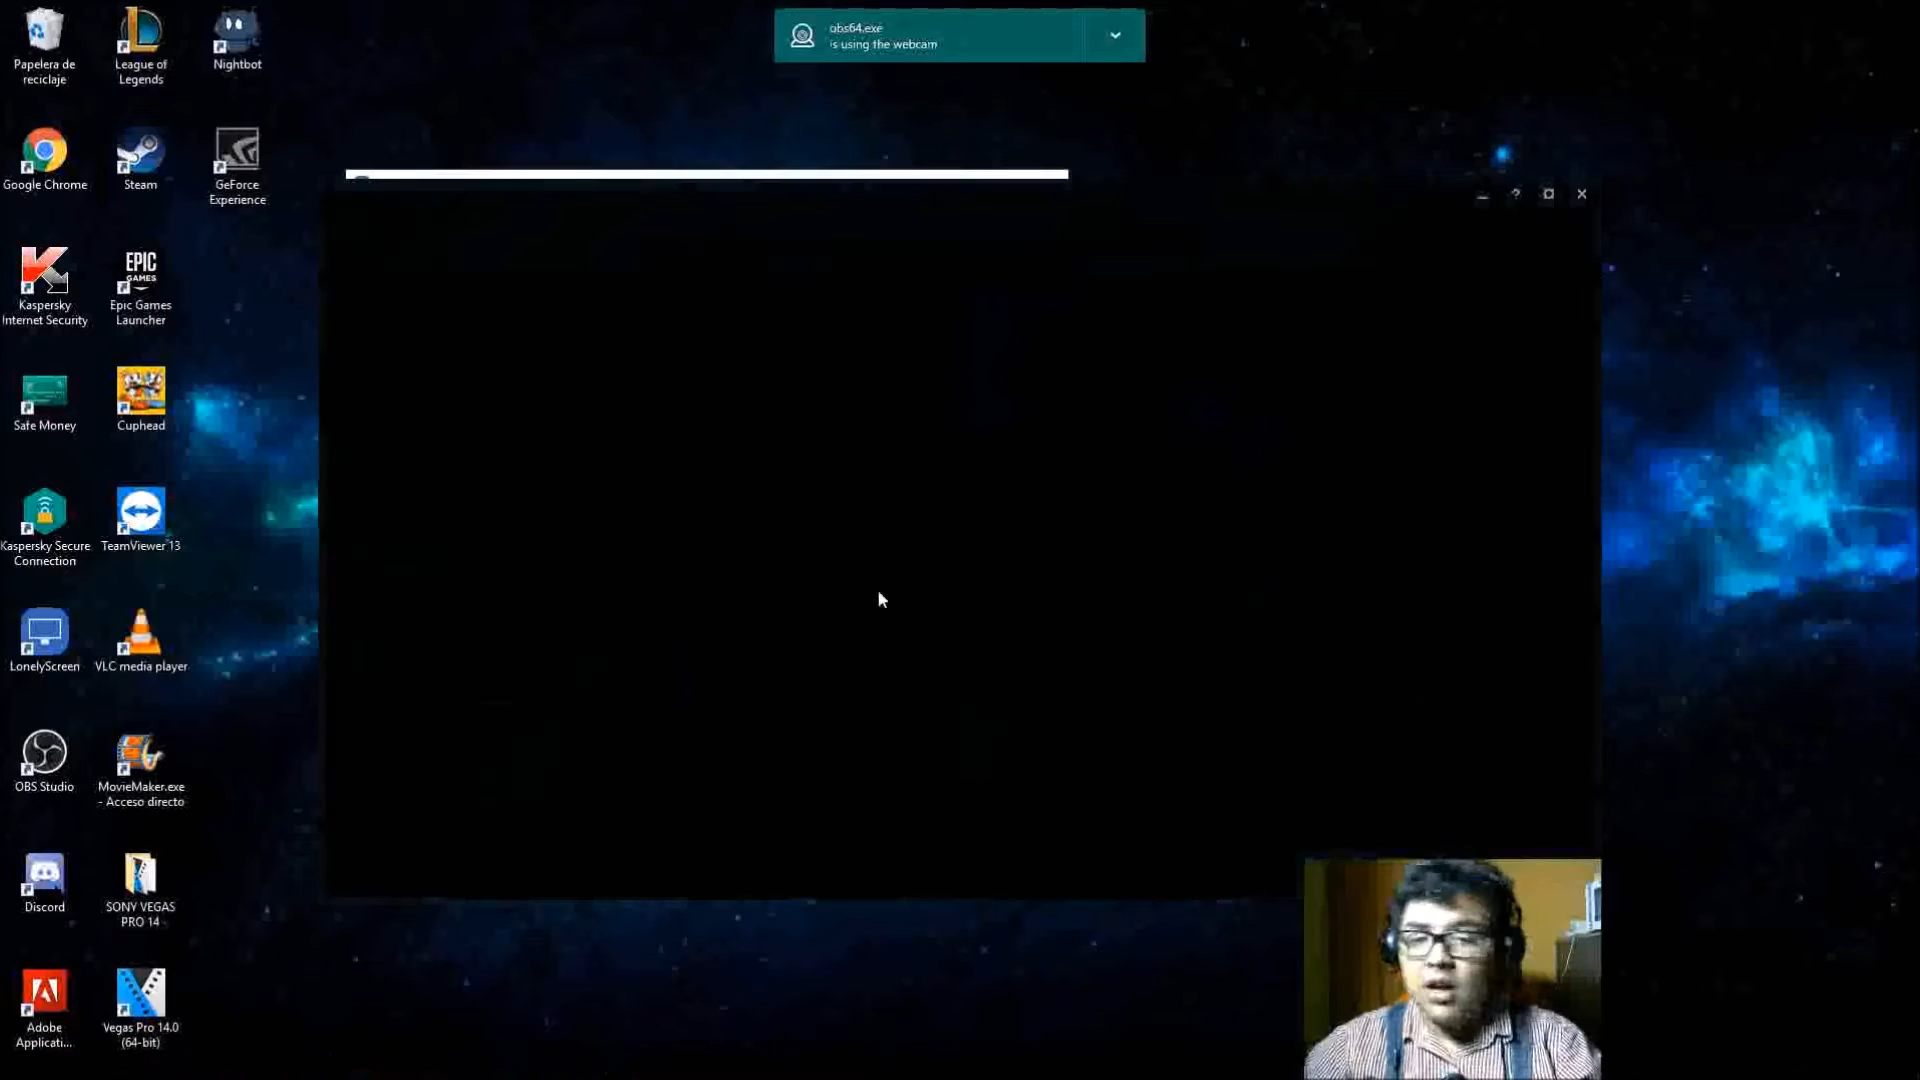 obs64.exe
is using the webcam
Papelera de
reciclaje
League of
Legends
Nightbot
Google Chrome
Steam
GeForce
Experience
Kaspersky
Internet Security
EPIC
GAMES
Epic Games
Launcher
Safe Money
Cuphead
Kaspersky Secure
Connection
TeamViewer 13
LonelyScreen
VLC media player
OBS Studio
MovieMaker.exe
- Acceso directo
Discord
SONY VEGAS
PRO 14
Adobe
Applicati...
Vegas Pro 14.0
(64-bit)